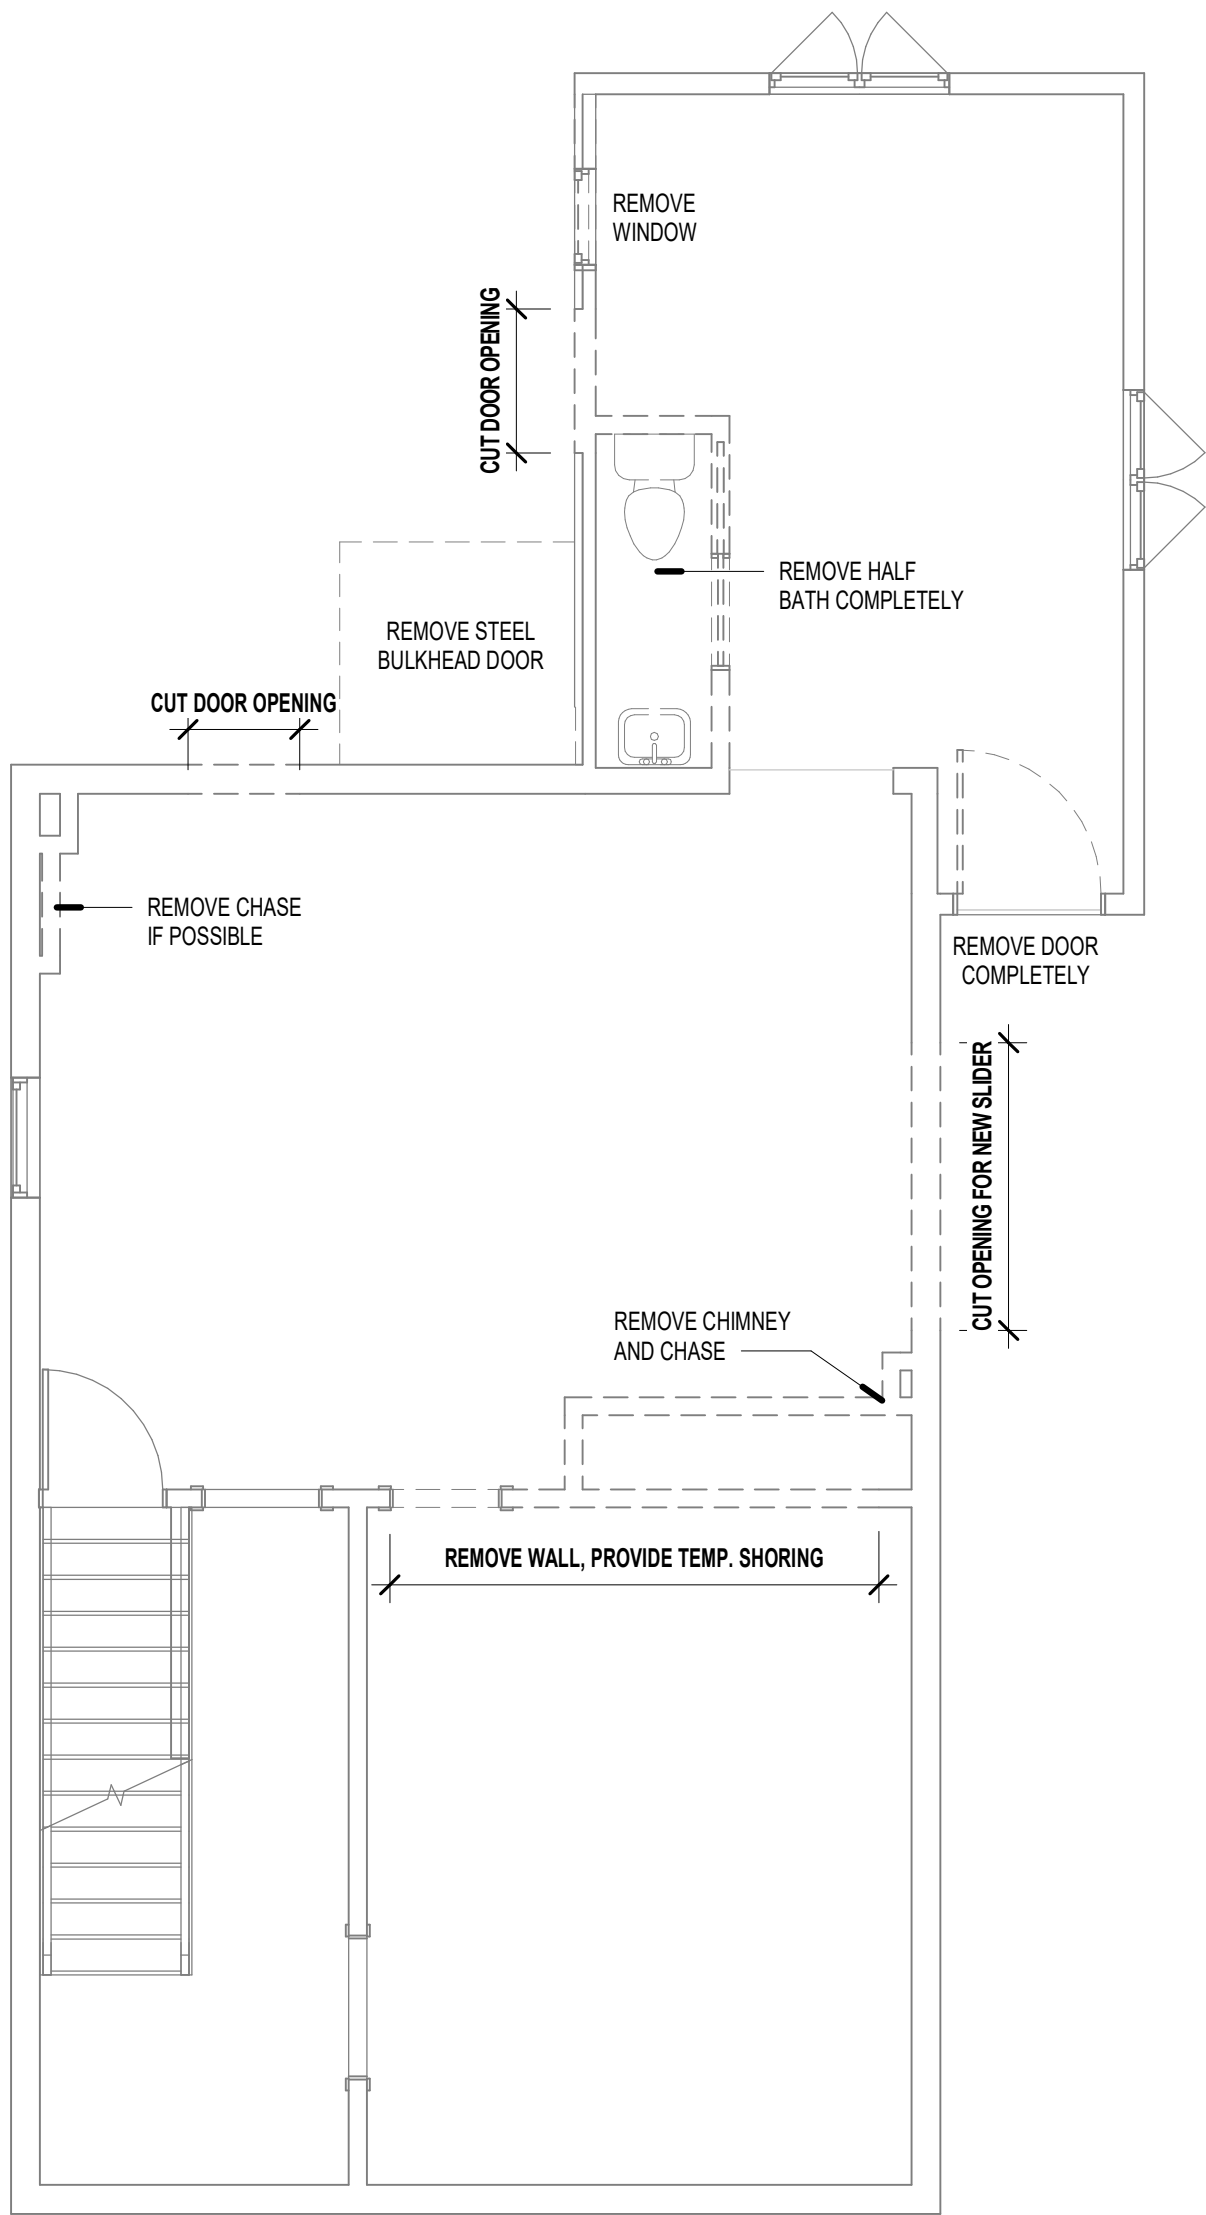 REMOVE
WINDOW
CUT DOOR OPENING
REMOVE HALF
BATH COMPLETELY
REMOVE STEEL
BULKHEAD DOOR
CUT DOOR OPENING
REMOVE CHASE
IF POSSIBLE
REMOVE DOOR
COMPLETELY
CUT OPENING FOR NEW SLIDER
REMOVE CHIMNEY
AND CHASE
REMOVE WALL, PROVIDE TEMP. SHORING